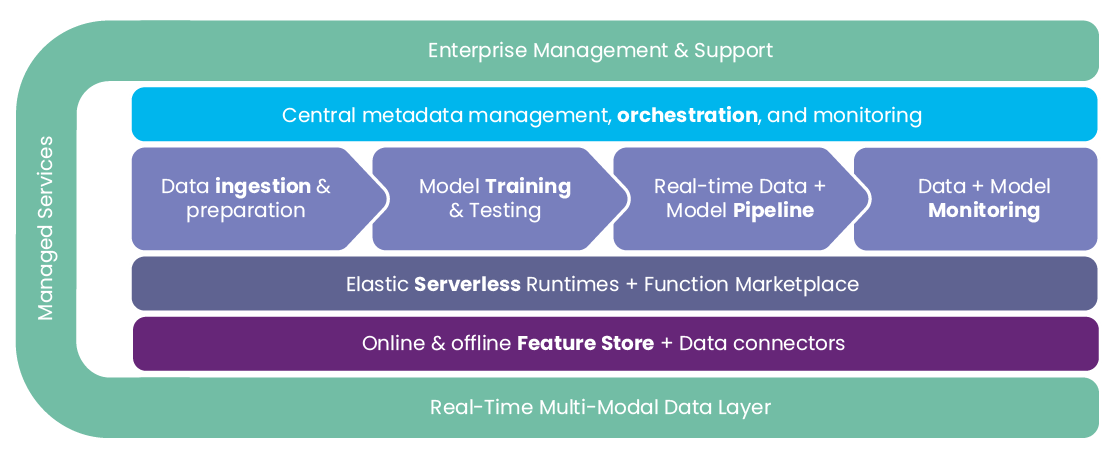 Enterprise Management & Support
Central metadata management, orchestration, and monitoring
Data ingestion &
preparation
Model Training
& Testing
Real-time Data +
Model Pipeline
Data + Model
Monitoring
Elastic Serverless Runtimes + Function Marketplace
Online & offline Feature Store + Data connectors
Real-Time Multi-Modal Data Layer
Managed Services